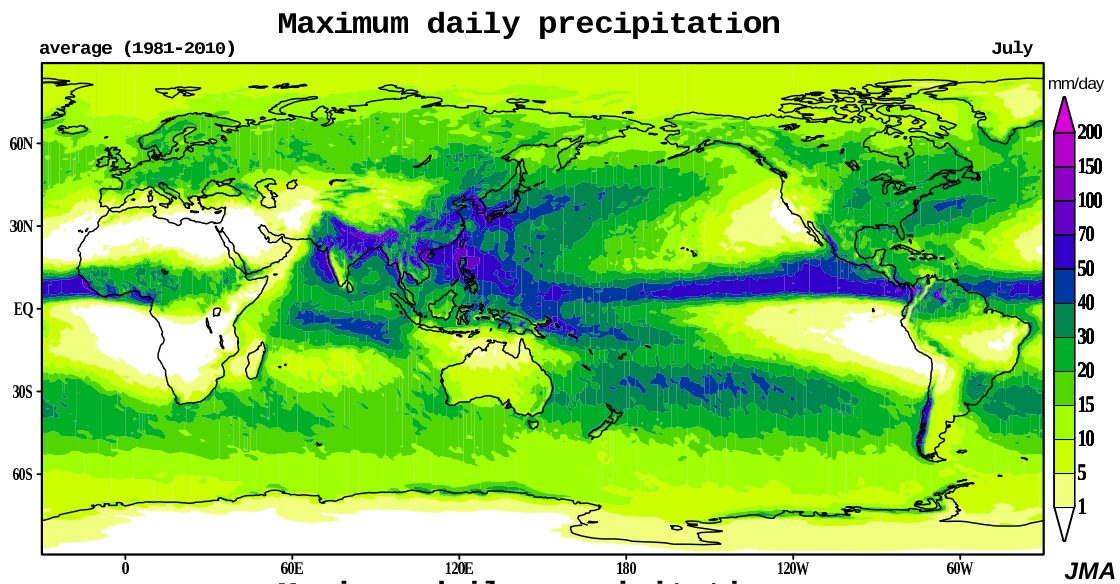 Maximum daily precipitation
average (1981-2010) July
mm/day
200
150
100
70
50
40
30
20
15
10
5
1
60N
30N
EQ
30S
60S
0 60E 120E 180 120W 60W
JMA